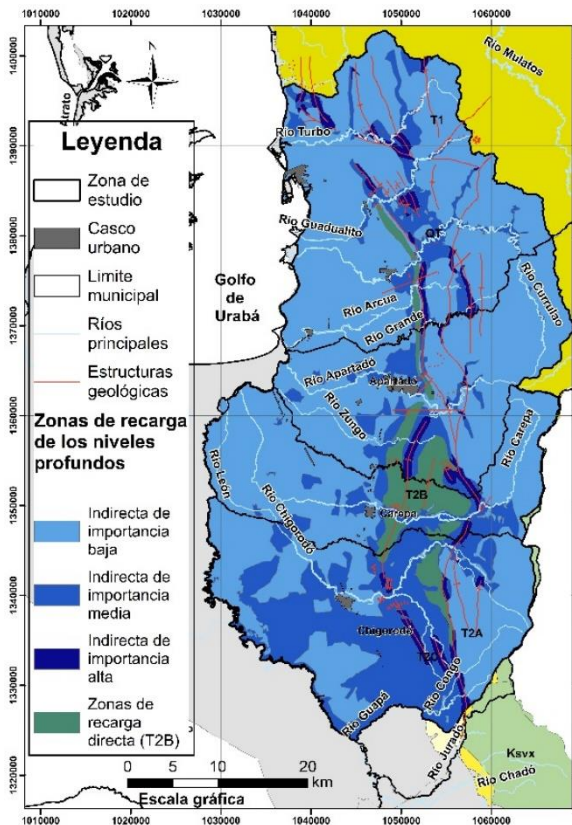 1010000 1020000 1030000 1040000 1050000 1060000
1400000
1390000
1380000
1370000
1360000
1350000
1340000
1330000
1320000
Atrato
N
Leyenda
Zona de
estudio
Casco
urbano
Limite
municipal
Ríos
principales
Estructuras
geológicas
Zonas de recarga
de los niveles
profundos
Indirecta de
importancia
baja
Indirecta de
importancia
media
Indirecta de
importancia
alta
Zonas de
recarga
directa (T2B)
0 5 10 20
km
Escala gráfica
Golfo
de
Urabá
Río Mulatos
T1
Río Turbo
Río Guadualito
QT
Río Currulao
Río Arcua
Río Grande
Río Apartadó
Apartadó
Río Zungo
Río Carepa
Río León
T2B
Carepa
Río Chigorodó
T2A
Chigorodó
Río Congo
Río Guapá
Río Jurado
Ksvx
Río Chadó
1010000 1020000 1030000 1040000 1050000 1060000